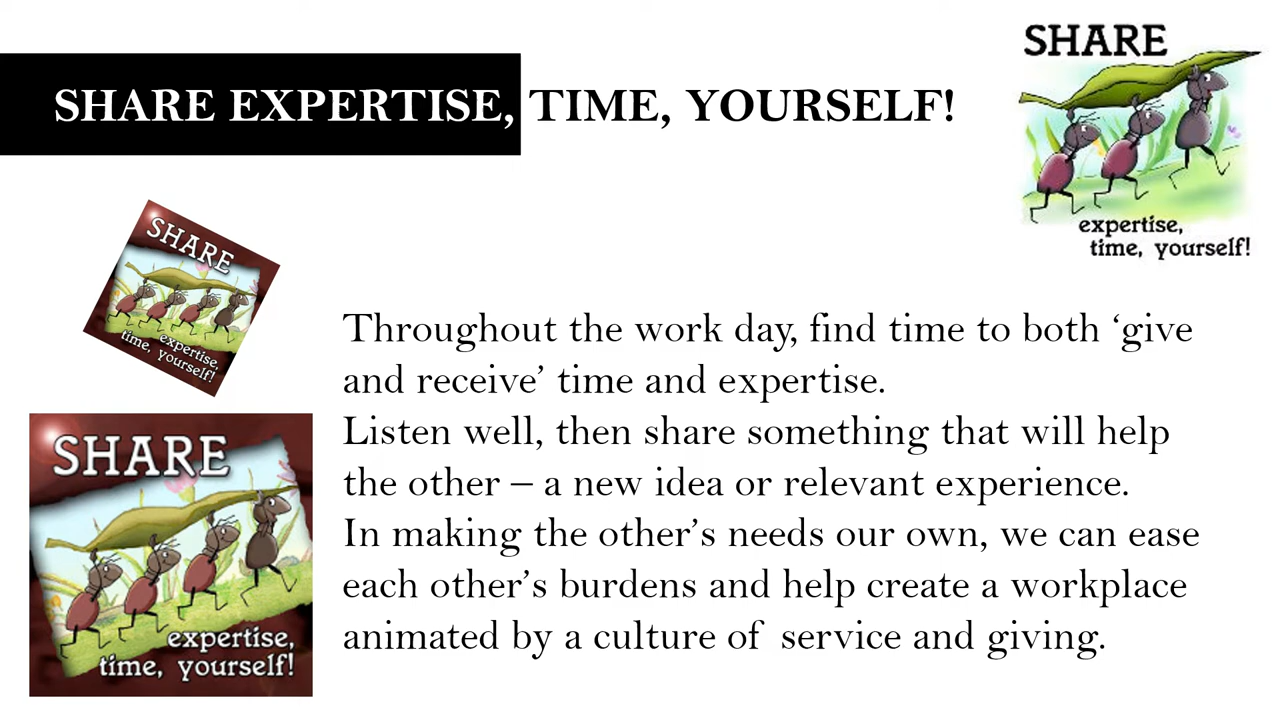 SHARE EXPERTISE, TIME, YOURSELF!
SHARE
expertise,
time, yourself!
SHARE
expertise,
time, yourself!
Throughout the work day, find time to both ‘give
and receive’ time and expertise.
Listen well, then share something that will help
the other – a new idea or relevant experience.
In making the other’s needs our own, we can ease
each other’s burdens and help create a workplace
animated by a culture of service and giving.
SHARE
expertise,
time, yourself!